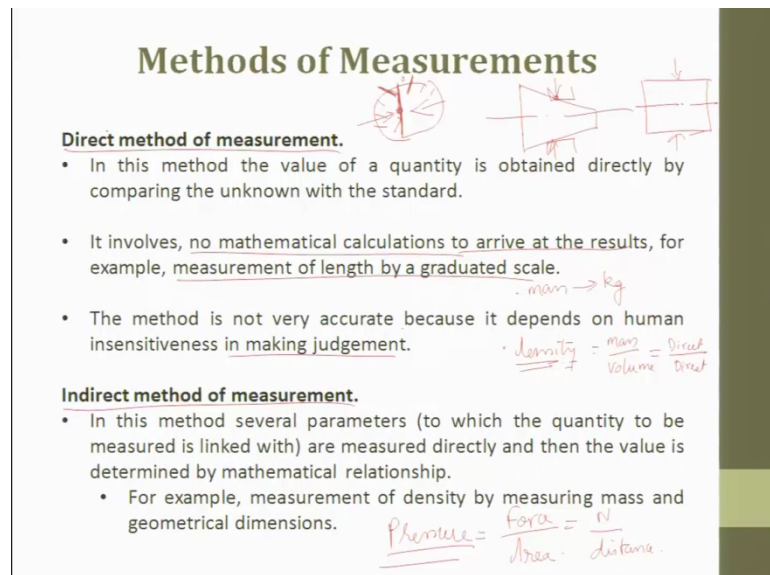 Methods of Measurements
Direct method of measurement.
• In this method the value of a quantity is obtained directly by
comparing the unknown with the standard.
• It involves, no mathematical calculations to arrive at the results, for
example, measurement of length by a graduated scale.
. mass → kg
• The method is not very accurate because it depends on human
insensitiveness in making judgement.
. density = mass / volume = Direct / Direct
Indirect method of measurement.
• In this method several parameters (to which the quantity to be
measured is linked with) are measured directly and then the value is
determined by mathematical relationship.
• For example, measurement of density by measuring mass and
geometrical dimensions.
Pressure = Force / Area = N / distance.